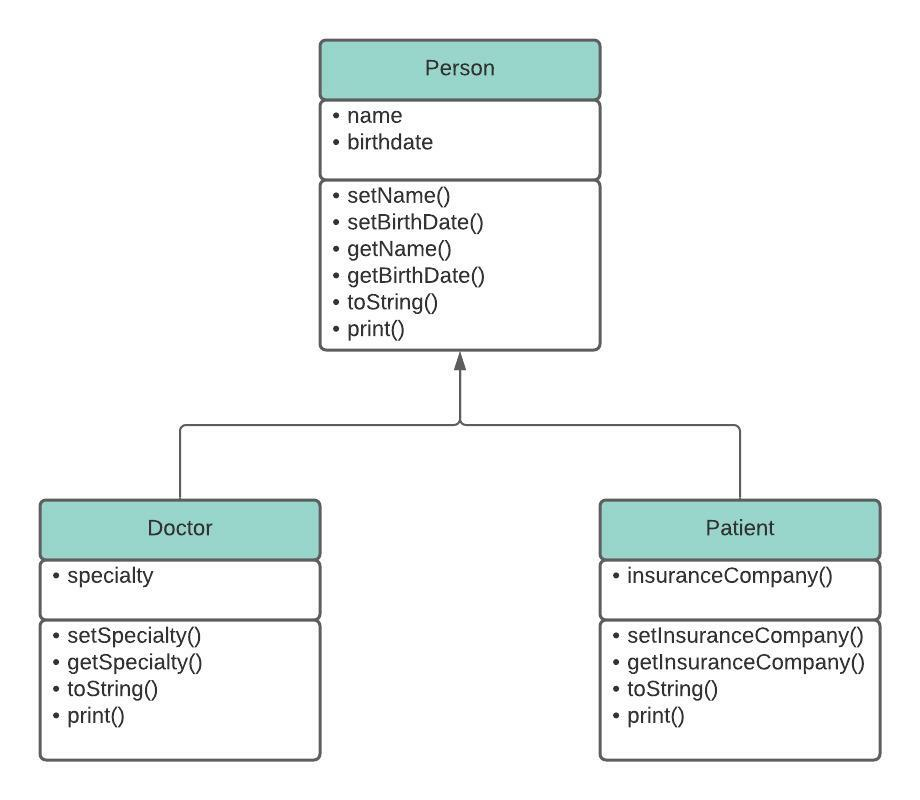 Person
• name
• birthdate
• setName()
• setBirthDate()
• getName()
• getBirthDate()
• toString()
• print()
Doctor
• specialty
• setSpecialty()
• getSpecialty()
• toString()
• print()
Patient
• insuranceCompany()
• setInsuranceCompany()
• getInsuranceCompany()
• toString()
• print()